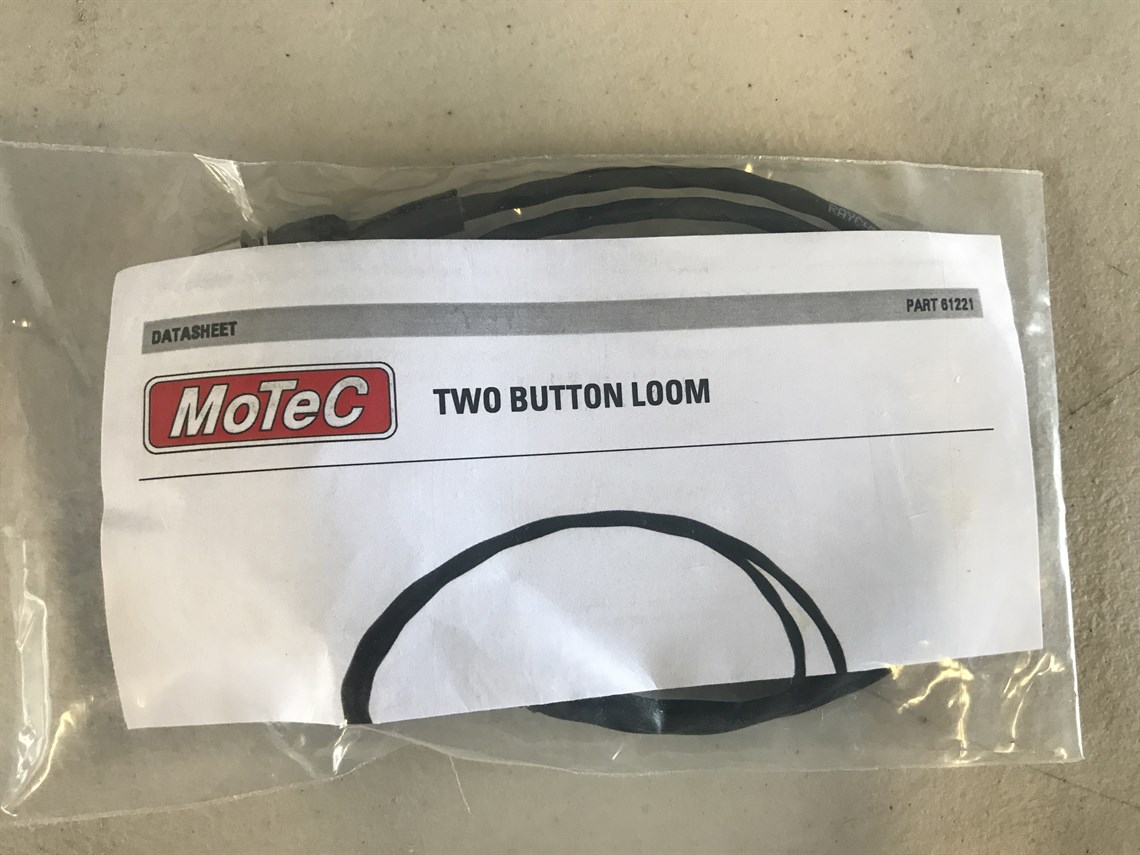 DATASHEET
PART 61221
MoTeC
TWO BUTTON LOOM